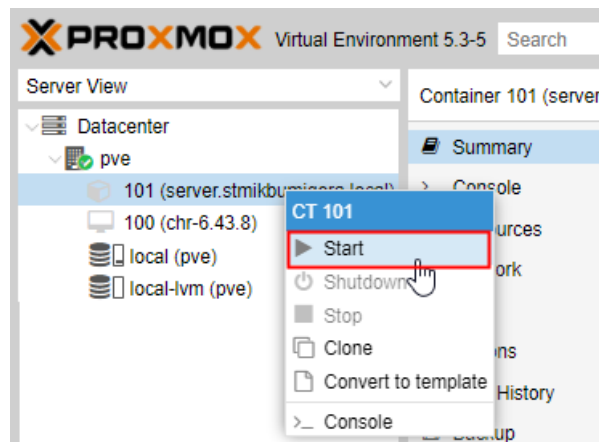 PROXMOX Virtual Environment 5.3-5 Search
Server View
Container 101 (server
Datacenter
pve
101 (server.stmikbumigora.local)
100 (chr-6.43.8)
local (pve)
local-lvm (pve)
CT 101
Start
Shutdown
Stop
Clone
Convert to template
>_ Console
Summary
>_ Console
urces
ork
ns
History
Backup